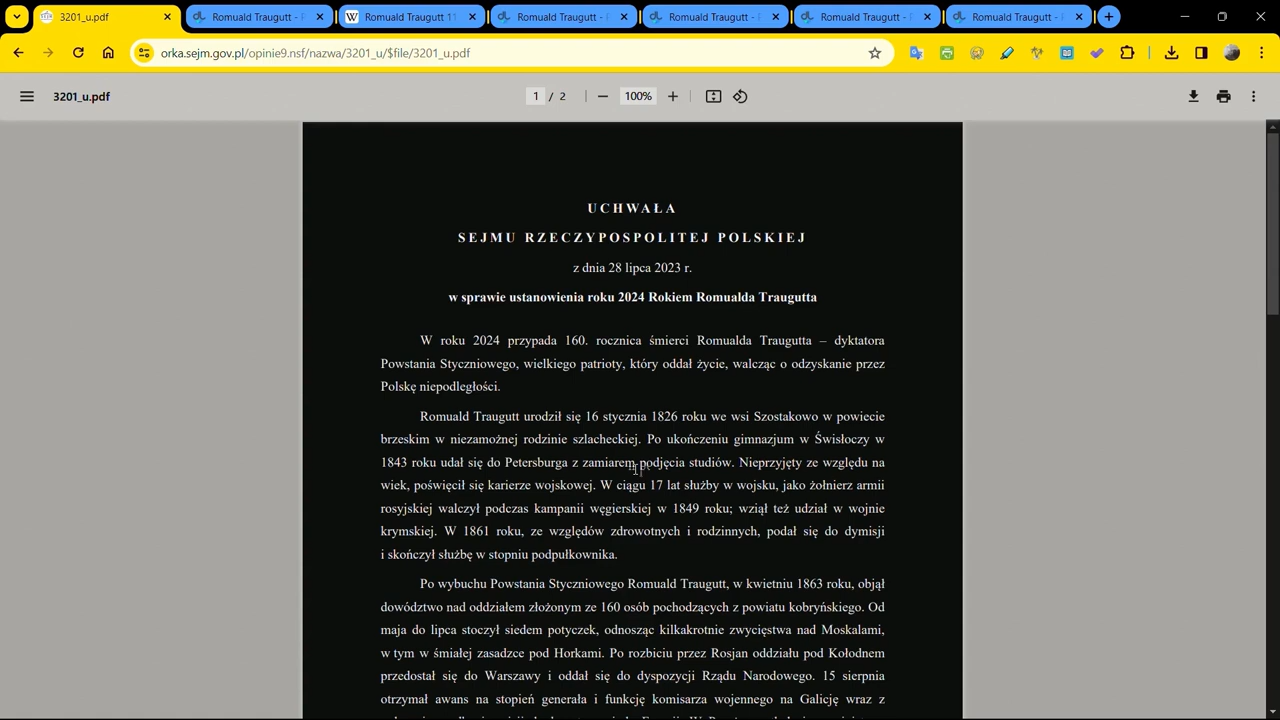 3201_u.pdf
Romuald Traugutt -
Romuald Traugutt 11
Romuald Traugutt -
Romuald Traugutt -
Romuald Traugutt -
Romuald Traugutt -
orka.sejm.gov.pl/opinie9.nsf/nazwa/3201_u/$file/3201_u.pdf
3201_u.pdf
1 / 2
100%
UCHWAŁA
SEJMU RZECZYPOSPOLITEJ POLSKIEJ
z dnia 28 lipca 2023 r.
w sprawie ustanowienia roku 2024 Rokiem Romualda Traugutta
W roku 2024 przypada 160. rocznica śmierci Romualda Traugutta – dyktatora
Powstania Styczniowego, wielkiego patrioty, który oddał życie, walcząc o odzyskanie przez
Polskę niepodległości.
Romuald Traugutt urodził się 16 stycznia 1826 roku we wsi Szostakowo w powiecie
brzeskim w niezamożnej rodzinie szlacheckiej. Po ukończeniu gimnazjum w Świsłoczy w
1843 roku udał się do Petersburga z zamiarem podjęcia studiów. Nieprzyjęty ze względu na
wiek, poświęcił się karierze wojskowej. W ciągu 17 lat służby w wojsku, jako żołnierz armii
rosyjskiej walczył podczas kampanii węgierskiej w 1849 roku; wziął też udział w wojnie
krymskiej. W 1861 roku, ze względów zdrowotnych i rodzinnych, podał się do dymisji
i skończył służbę w stopniu podpułkownika.
Po wybuchu Powstania Styczniowego Romuald Traugutt, w kwietniu 1863 roku, objął
dowództwo nad oddziałem złożonym ze 160 osób pochodzących z powiatu kobryńskiego. Od
maja do lipca stoczył siedem potyczek, odnosząc kilkakrotnie zwycięstwa nad Moskalami,
w tym w śmiałej zasadzce pod Horkami. Po rozbiciu przez Rosjan oddziału pod Kołodnem
przedostał się do Warszawy i oddał się do dyspozycji Rządu Narodowego. 15 sierpnia
otrzymał awans na stopień generała i funkcję komisarza wojennego na Galicję wraz z